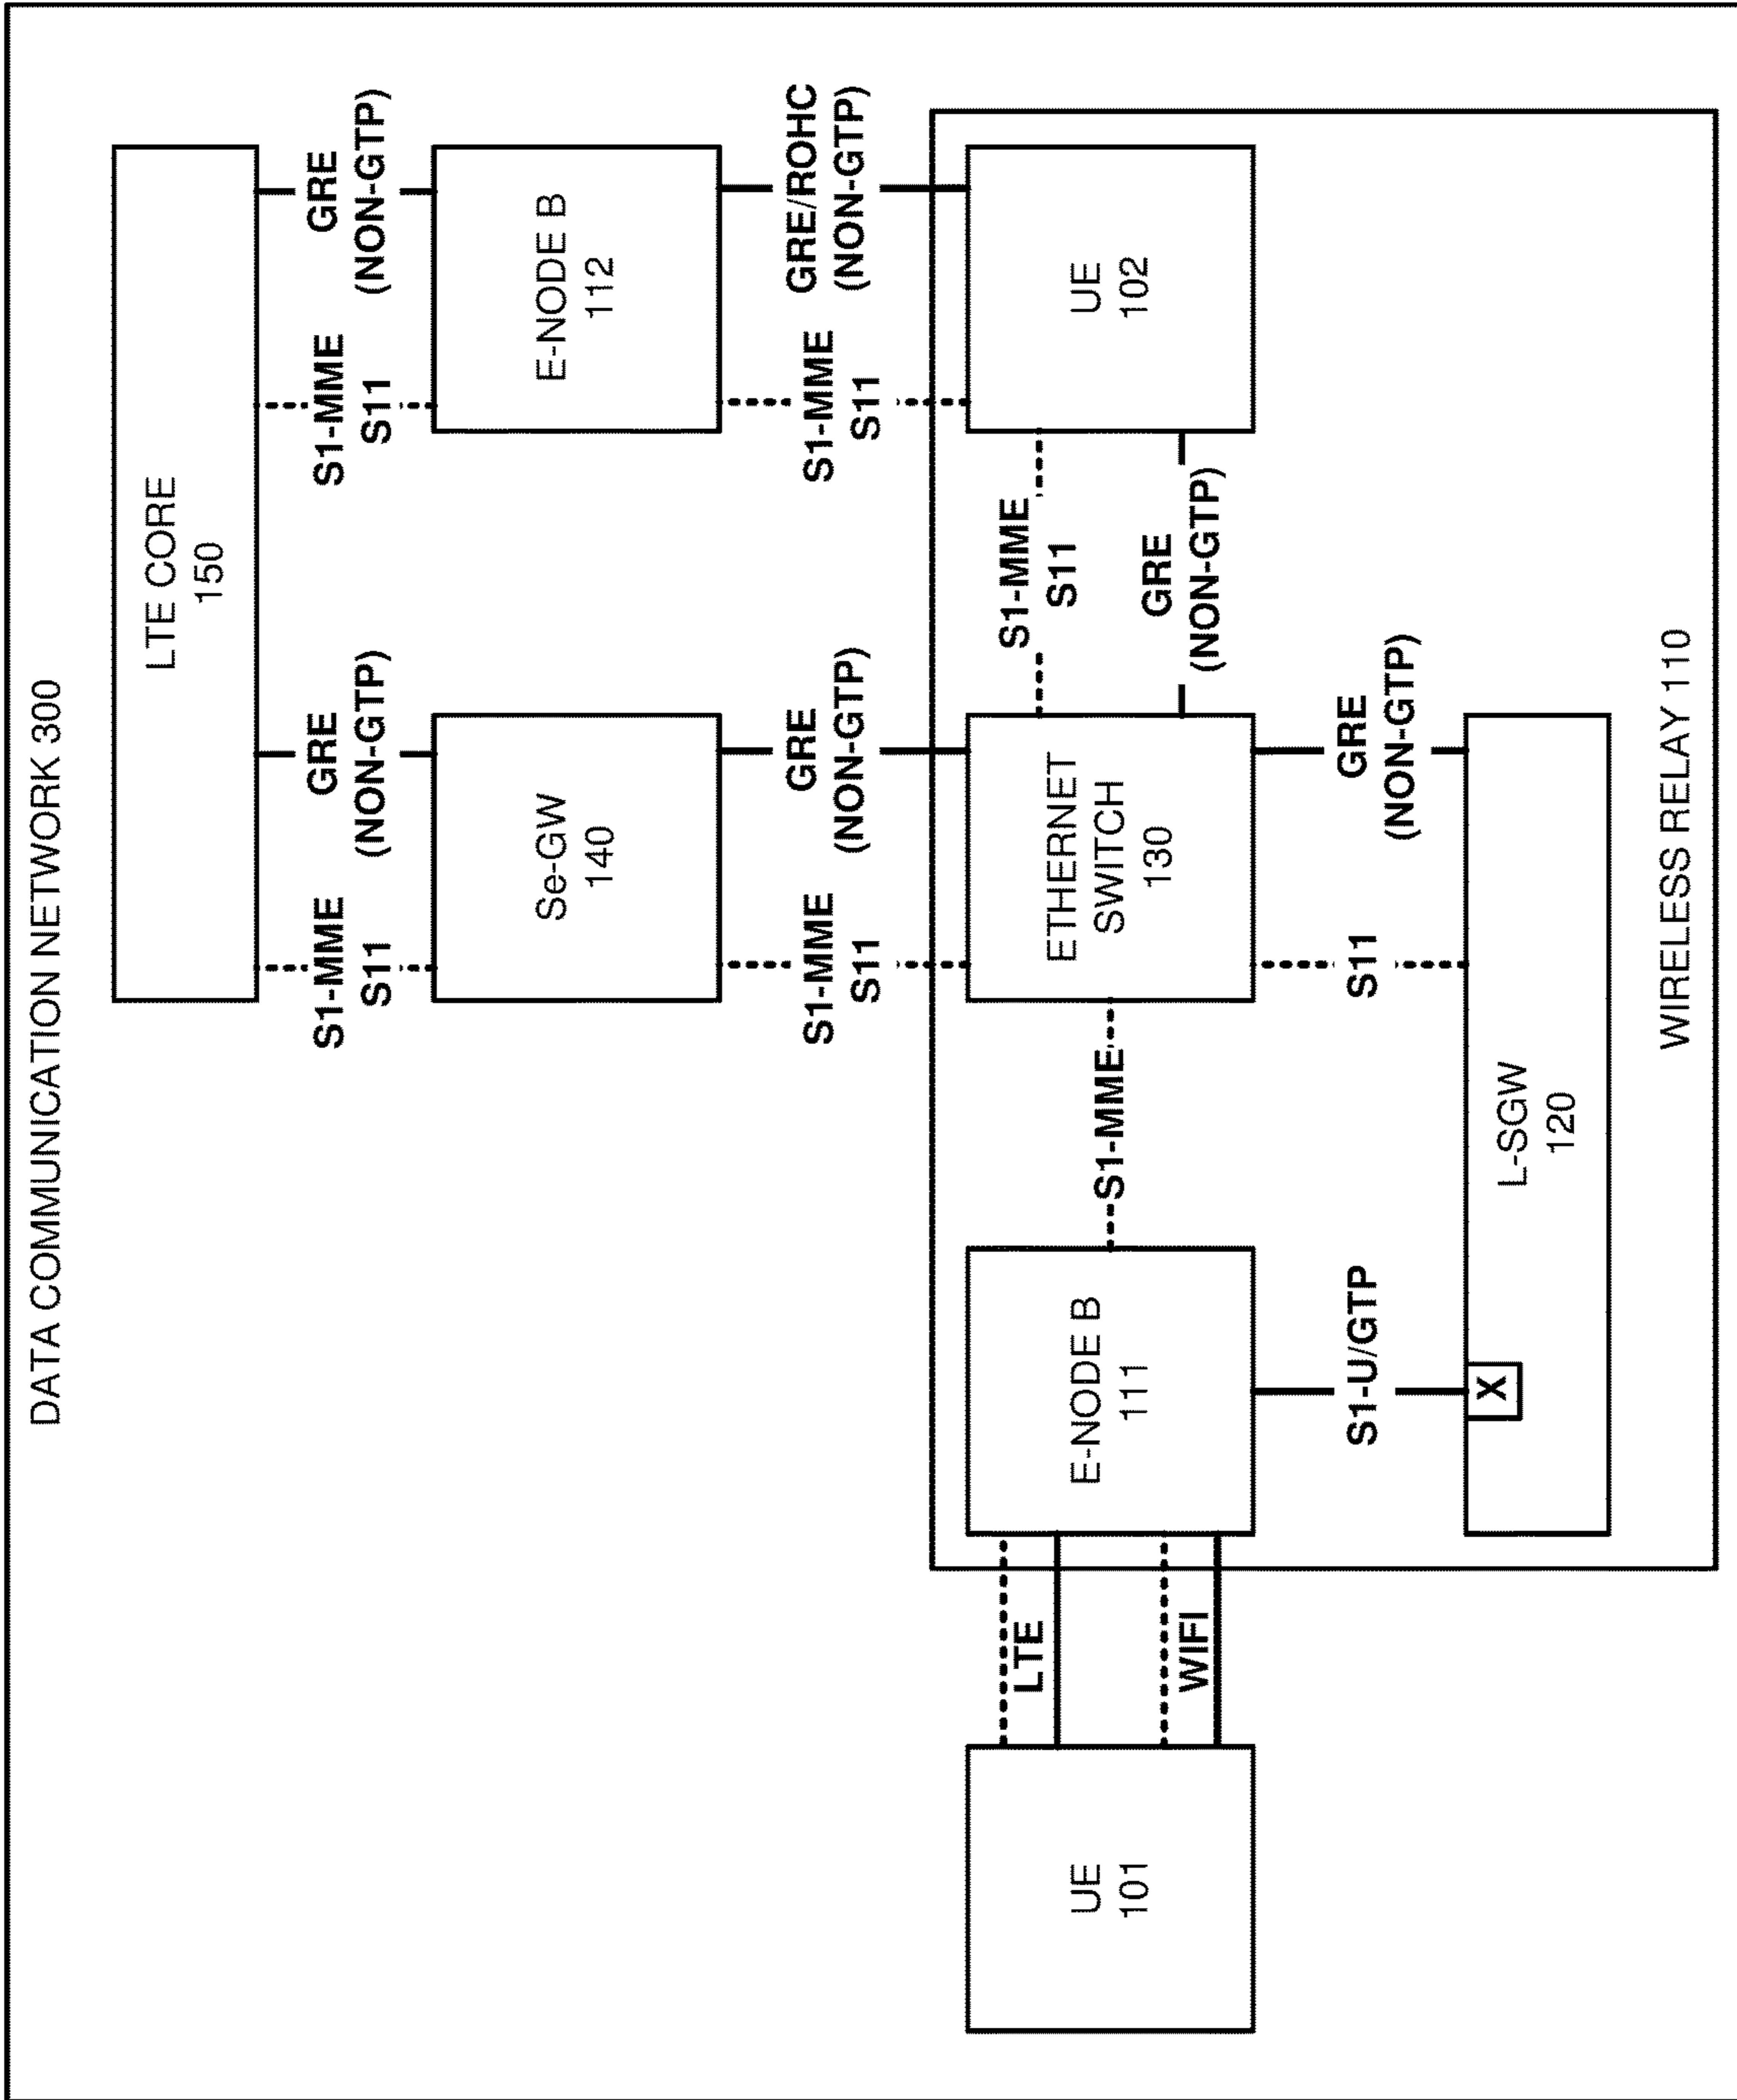 DATA COMMUNICATION NETWORK 300
LTE CORE
150
S1-MME
S11
GRE
(NON-GTP)
S1-MME
S11
GRE
(NON-GTP)
Se-GW
140
E-NODE B
112
S1-MME
S11
GRE
(NON-GTP)
S1-MME
S11
GRE/ROHC
(NON-GTP)
UE
101
LTE
WIFI
E-NODE B
111
S1-MME
ETHERNET
SWITCH
130
S1-MME
S11
GRE
(NON-GTP)
UE
102
S1-U/GTP
S11
GRE
(NON-GTP)
X
L-SGW
120
WIRELESS RELAY 110